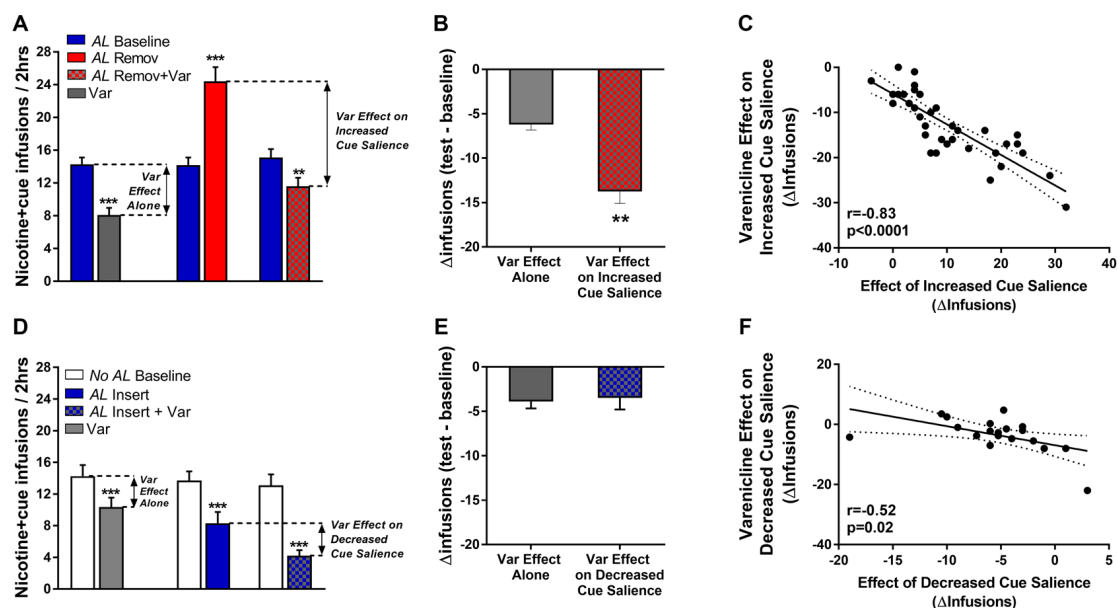 A
Nicotine+cue infusions / 2hrs
28
24
20
16
12
8
4
0
AL Baseline
AL Remov
AL Remov+Var
Var
***
***
**
Var
Effect
Alone
Var Effect on
Increased
Cue Salience
B
Δinfusions (test - baseline)
0
-5
-10
-15
-20
**
Var Effect
Alone
Var Effect
on Increased
Cue Salience
C
Varenicline Effect on
Increased Cue Salience
(ΔInfusions)
0
-10
-20
-30
-40
r=-0.83
p<0.0001
-10
0
10
20
30
40
Effect of Increased Cue Salience
(ΔInfusions)
D
Nicotine+cue infusions / 2hrs
28
24
20
16
12
8
4
0
No AL Baseline
AL Insert
AL Insert + Var
Var
***
***
***
Var
Effect
Alone
Var Effect on
Decreased
Cue Salience
E
Δinfusions (test - baseline)
0
-5
-10
-15
-20
Var Effect
Alone
Var Effect
on Decreased
Cue Salience
F
Varenicline Effect on
Decreased Cue Salience
(ΔInfusions)
20
0
-20
-40
r=-0.52
p=0.02
-20
-15
-10
-5
0
5
Effect of Decreased Cue Salience
(ΔInfusions)